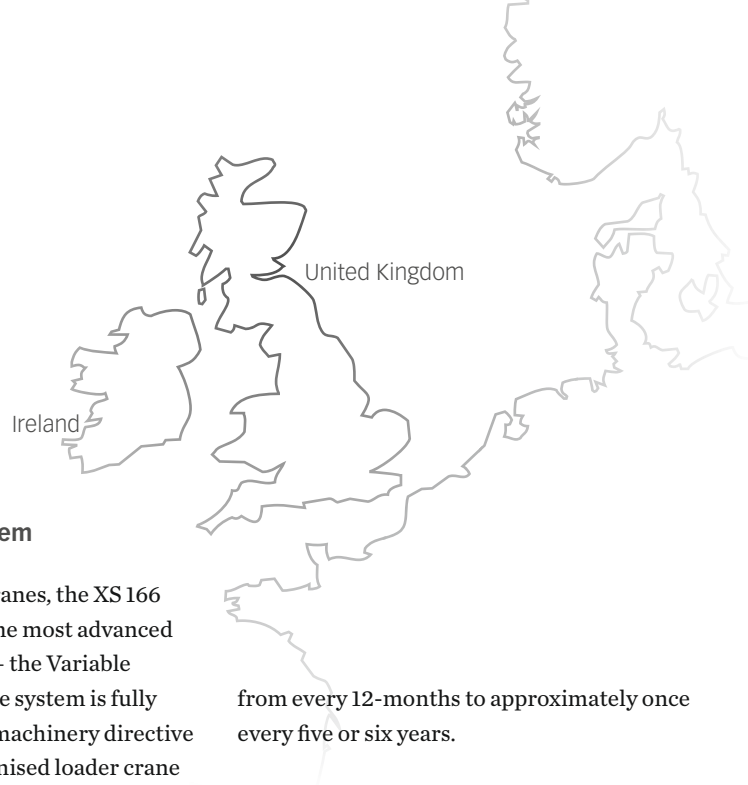 United Kingdom
Ireland
em
anes, the XS 166
ne most advanced
- the Variable
e system is fully
machinery directive
nised loader crane
from every 12-months to approximately once
every five or six years.